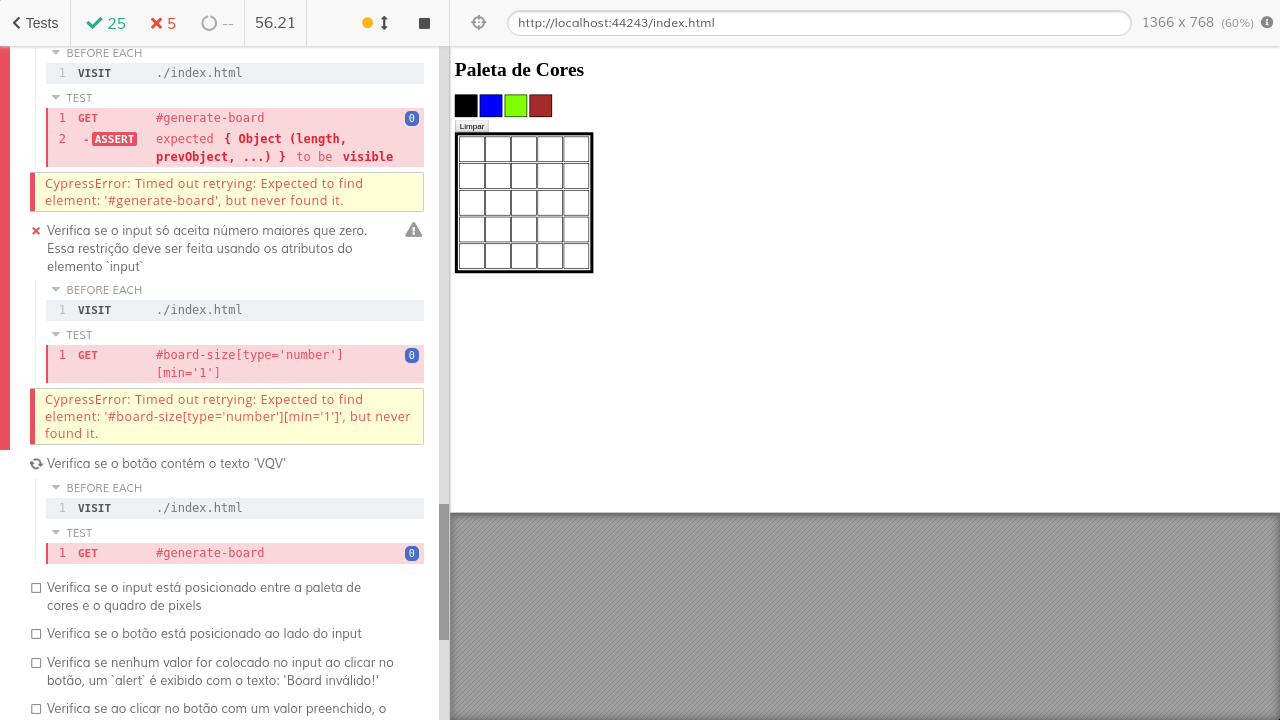 Tests 25 5 -- 56.21
http://localhost:44243/index.html 1366 x 768 (60%)
BEFORE EACH
1 VISIT ./index.html
TEST
1 GET #generate-board 0
2 -ASSERT expected { Object (length,
prevObject, ...) } to be visible
CypressError: Timed out retrying: Expected to find
element: '#generate-board', but never found it.
Verifica se o input só aceita número maiores que zero.
Essa restrição deve ser feita usando os atributos do
elemento `input`
BEFORE EACH
1 VISIT ./index.html
TEST
1 GET #board-size[type='number'] 0
[min='1']
CypressError: Timed out retrying: Expected to find
element: '#board-size[type='number'][min='1']', but never
found it.
Verifica se o botão contém o texto 'VQV'
BEFORE EACH
1 VISIT ./index.html
TEST
1 GET #generate-board 0
Verifica se o input está posicionado entre a paleta de
cores e o quadro de pixels
Verifica se o botão está posicionado ao lado do input
Verifica se nenhum valor for colocado no input ao clicar no
botão, um `alert` é exibido com o texto: 'Board inválido!'
Verifica se ao clicar no botão com um valor preenchido, o
Paleta de Cores
Limpar